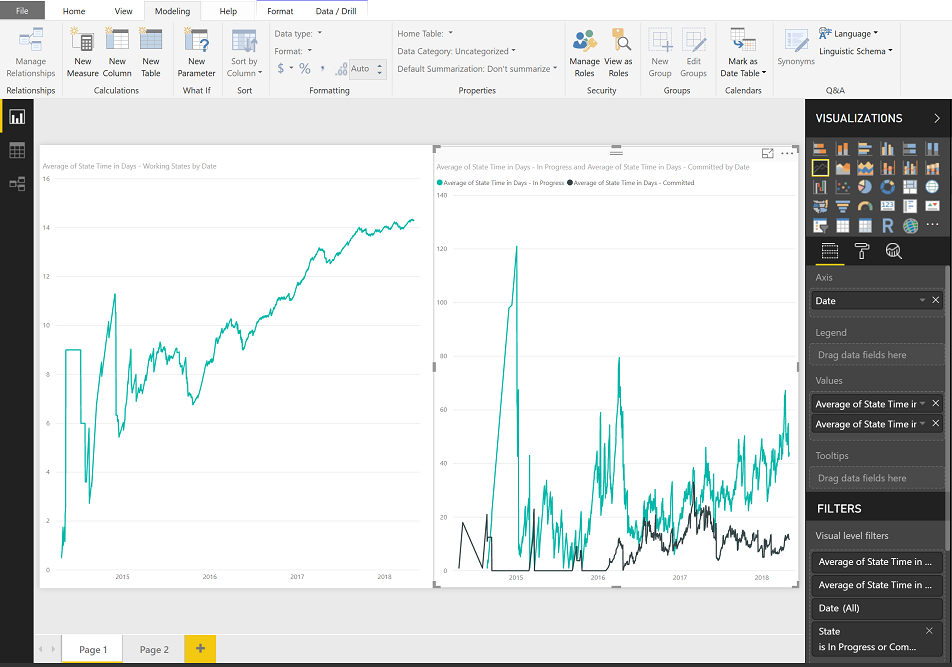 File Home View Modeling Help Format Data / Drill
Manage Relationships
New Measure
New Column
New Table
New Parameter
Sort by Column
Data type:
Format:
$ % , .00 Auto
Home Table:
Data Category: Uncategorized
Default Summarization: Don't summarize
Manage Roles
View as Roles
New Group
Edit Groups
Mark as Date Table
Synonyms
Language
Linguistic Schema
Relationships Calculations What If Sort Formatting Properties Security Groups Calendars Q&A
Average of State Time in Days - Working States by Date
16
14
12
10
8
6
4
2
0
2015 2016 2017 2018
Average of State Time in Days - In Progress and Average of State Time in Days - Committed by Date
Average of State Time in Days - In Progress Average of State Time in Days - Committed
140
120
100
80
60
40
20
0
2015 2016 2017 2018
VISUALIZATIONS
123
R
Axis
Date
Legend
Drag data fields here
Values
Average of State Time ir
Average of State Time ir
Tooltips
Drag data fields here
FILTERS
Visual level filters
Average of State Time in ...
Average of State Time in ...
Date (All)
State
is In Progress or Com...
Page 1 Page 2 +